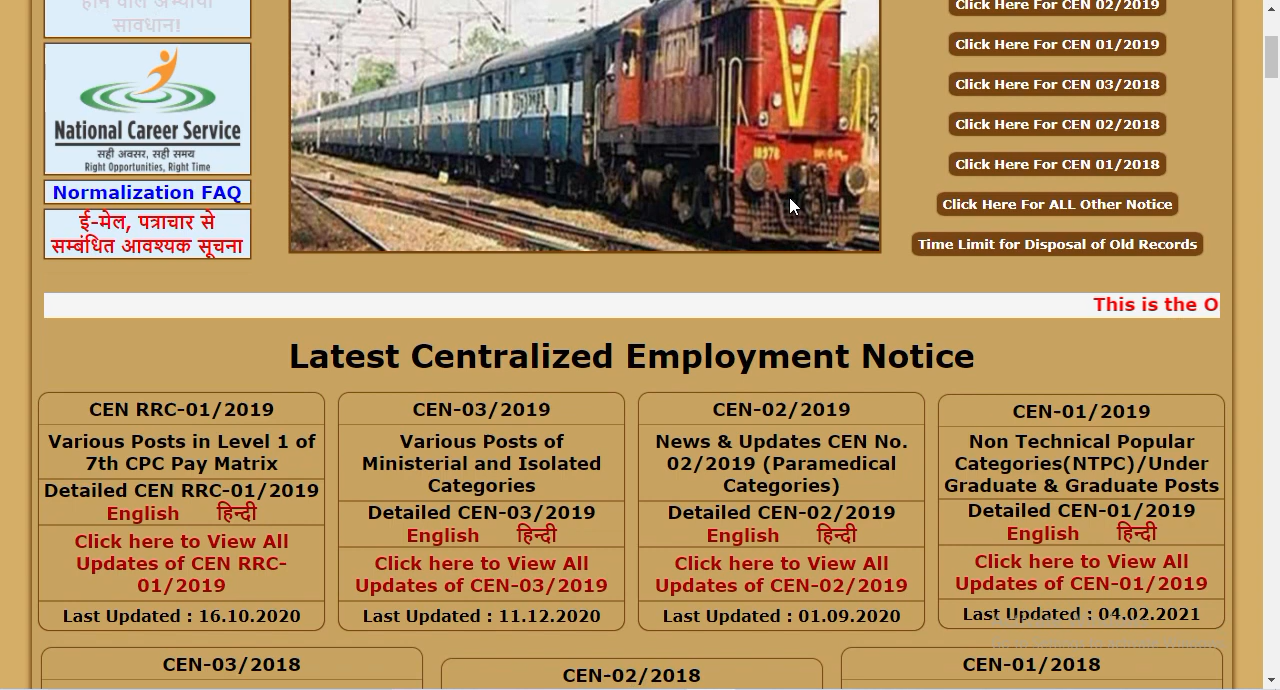 होने वाले अभ्यर्थी
सावधान!
National Career Service
सही अवसर, सही समय
Right Opportunities, Right Time
Normalization FAQ
ई-मेल, पत्राचार से
सम्बंधित आवश्यक सूचना
18978
Click Here For CEN 02/2019
Click Here For CEN 01/2019
Click Here For CEN 03/2018
Click Here For CEN 02/2018
Click Here For CEN 01/2018
Click Here For ALL Other Notice
Time Limit for Disposal of Old Records
This is the O
Latest Centralized Employment Notice
CEN RRC-01/2019
Various Posts in Level 1 of
7th CPC Pay Matrix
Detailed CEN RRC-01/2019
English हिन्दी
Click here to View All
Updates of CEN RRC-
01/2019
Last Updated : 16.10.2020
CEN-03/2019
Various Posts of
Ministerial and Isolated
Categories
Detailed CEN-03/2019
English हिन्दी
Click here to View All
Updates of CEN-03/2019
Last Updated : 11.12.2020
CEN-02/2019
News & Updates CEN No.
02/2019 (Paramedical
Categories)
Detailed CEN-02/2019
English हिन्दी
Click here to View All
Updates of CEN-02/2019
Last Updated : 01.09.2020
CEN-01/2019
Non Technical Popular
Categories(NTPC)/Under
Graduate & Graduate Posts
Detailed CEN-01/2019
English हिन्दी
Click here to View All
Updates of CEN-01/2019
Last Updated : 04.02.2021
CEN-03/2018
CEN-02/2018
CEN-01/2018